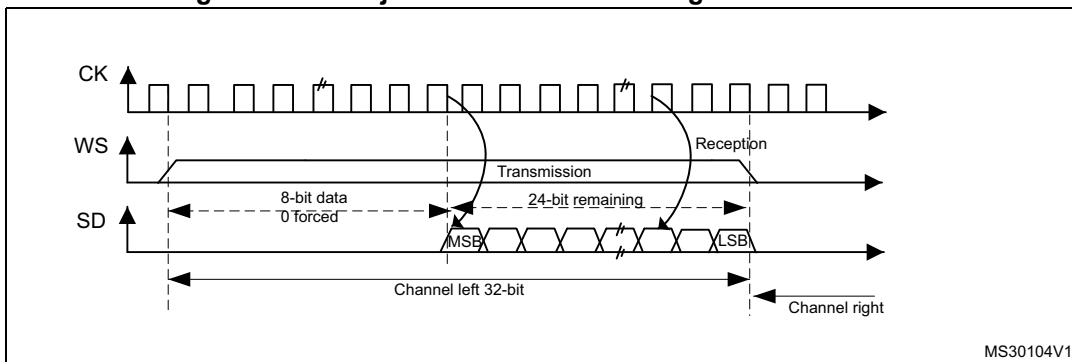 CK
WS
Reception
Transmission
8-bit data
0 forced
24-bit remaining
SD
MSB
LSB
Channel left 32-bit
Channel right
MS30104V1